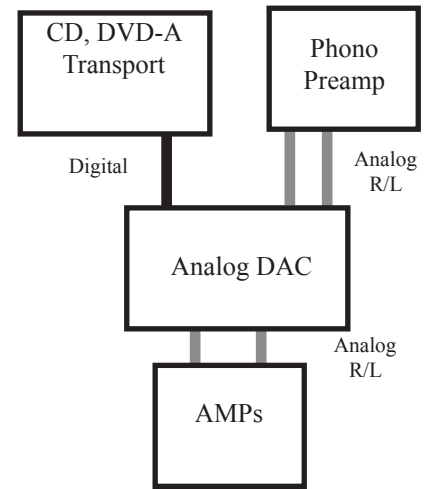 CD, DVD-A
Transport
Phono
Preamp
Digital
Analog
R/L
Analog DAC
Analog
R/L
AMPs